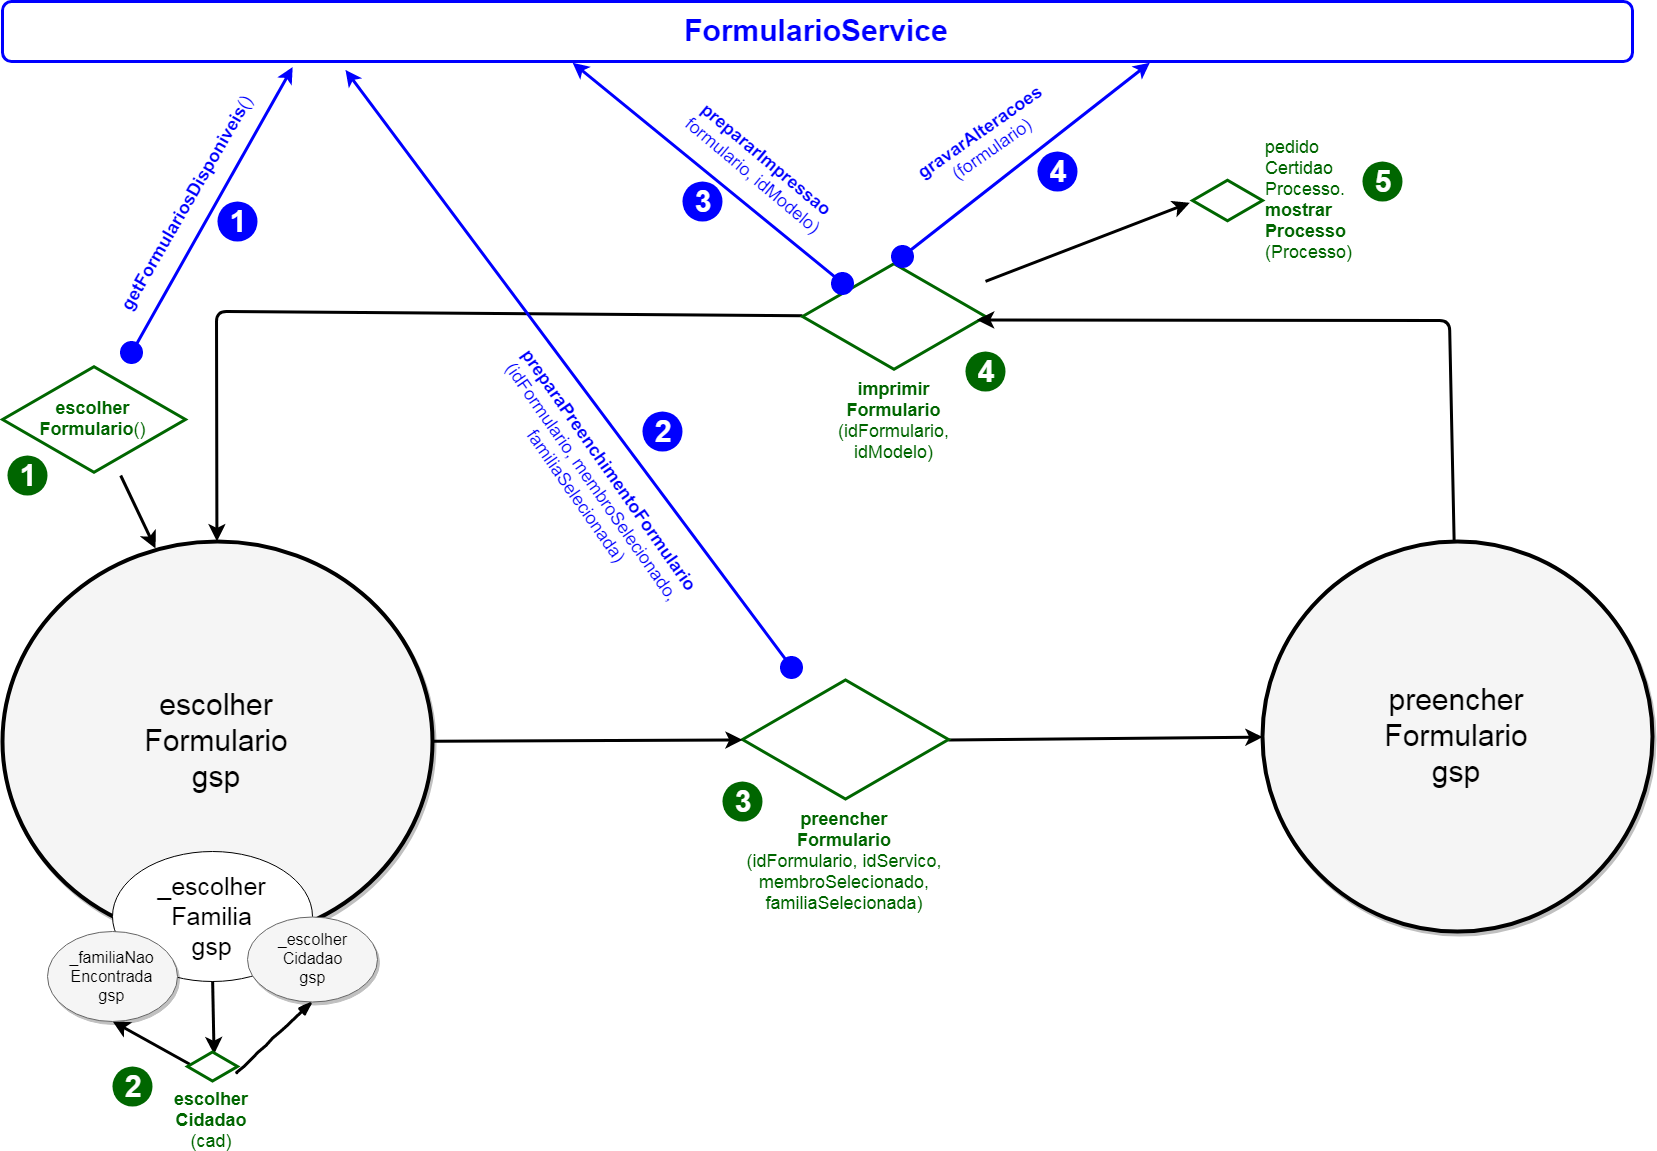 FormularioService
getFormulariosDisponiveis()
1
prepararImpressao
formulario, idModelo)
3
gravarAlteracoes
(formulario)
4
pedido
Certidao
Processo.
mostrar
Processo
(Processo)
5
preparaPreenchimentoFormulario
(idFormulario, membroSelecionado,
familiaSelecionada)
2
escolher
Formulario()
1
imprimir
Formulario
(idFormulario,
idModelo)
4
escolher
Formulario
gsp
preencher
Formulario
gsp
3
preencher
Formulario
(idFormulario, idServico,
membroSelecionado,
familiaSelecionada)
_escolher
_Familia
gsp
_familiaNao
Encontrada
gsp
_escolher
Cidadao
gsp
2
escolher
Cidadao
(cad)